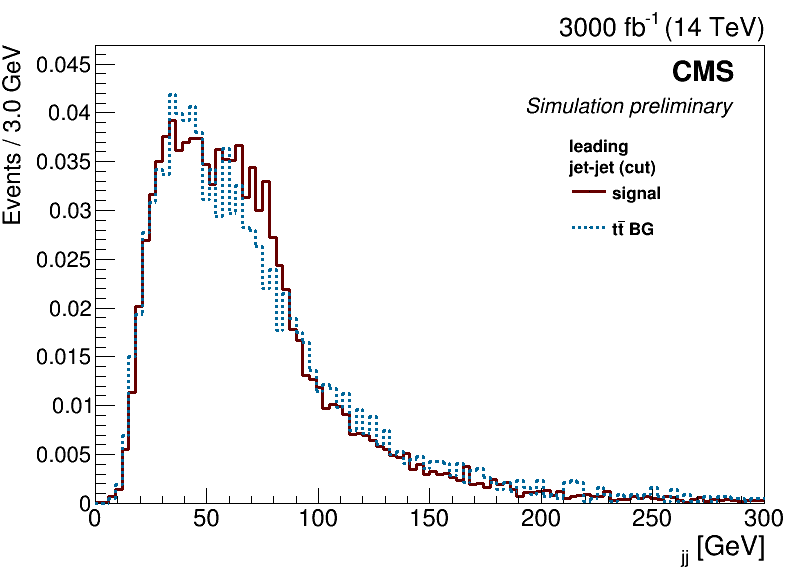 3000 fb-1 (14 TeV)
Events / 3.0 GeV
CMS
Simulation preliminary
leading
jet-jet (cut)
signal
tt̄ BG
0.045
0.04
0.035
0.03
0.025
0.02
0.015
0.01
0.005
0
0 50 100 150 200 250 300
jj [GeV]